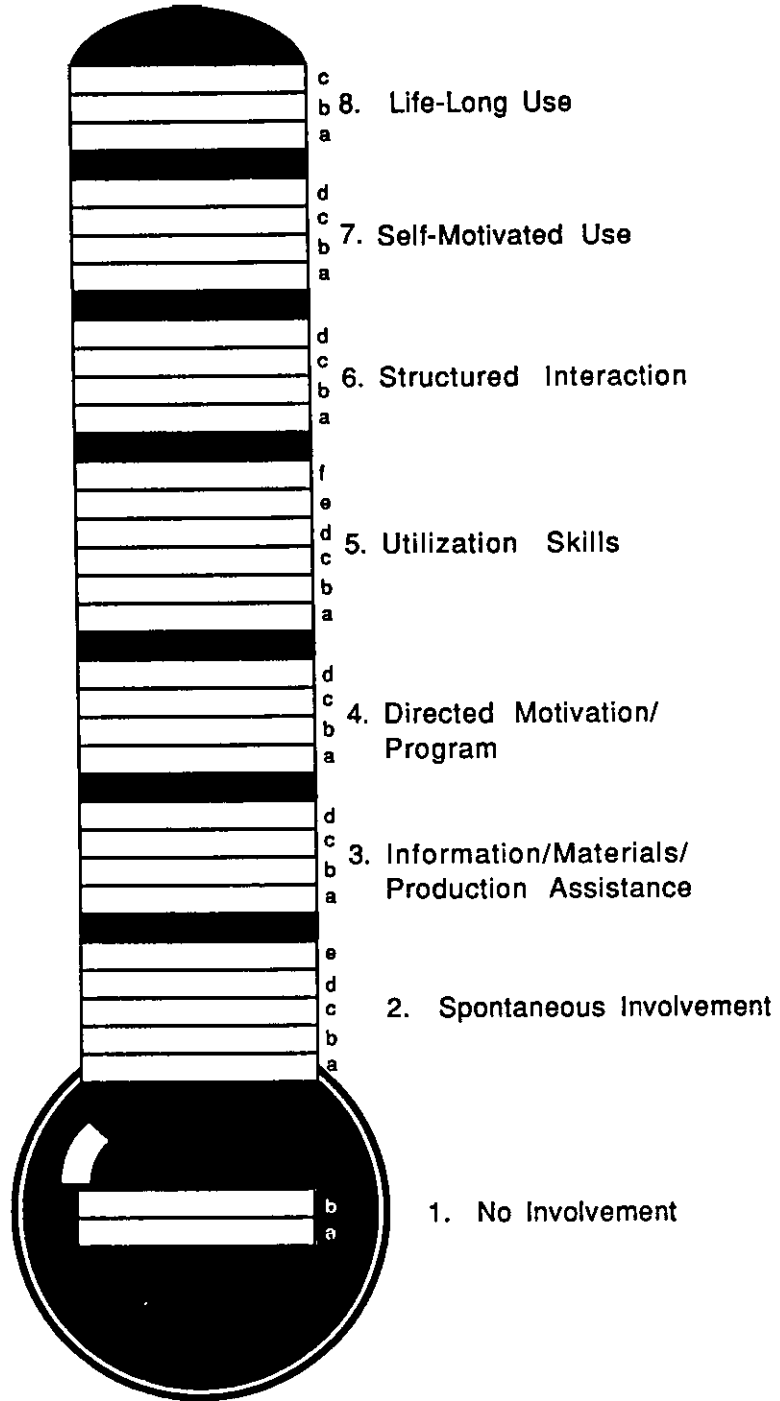 c
b 8. Life-Long Use
a
d
c
7. Self-Motivated Use
b
a
d
c
6. Structured Interaction
b
a
f
e
d
5. Utilization Skills
c
b
a
d
c
4. Directed Motivation/
b
Program
a
d
c
3. Information/Materials/
b
Production Assistance
a
e
d
2. Spontaneous Involvement
c
b
a
b
1. No Involvement
a